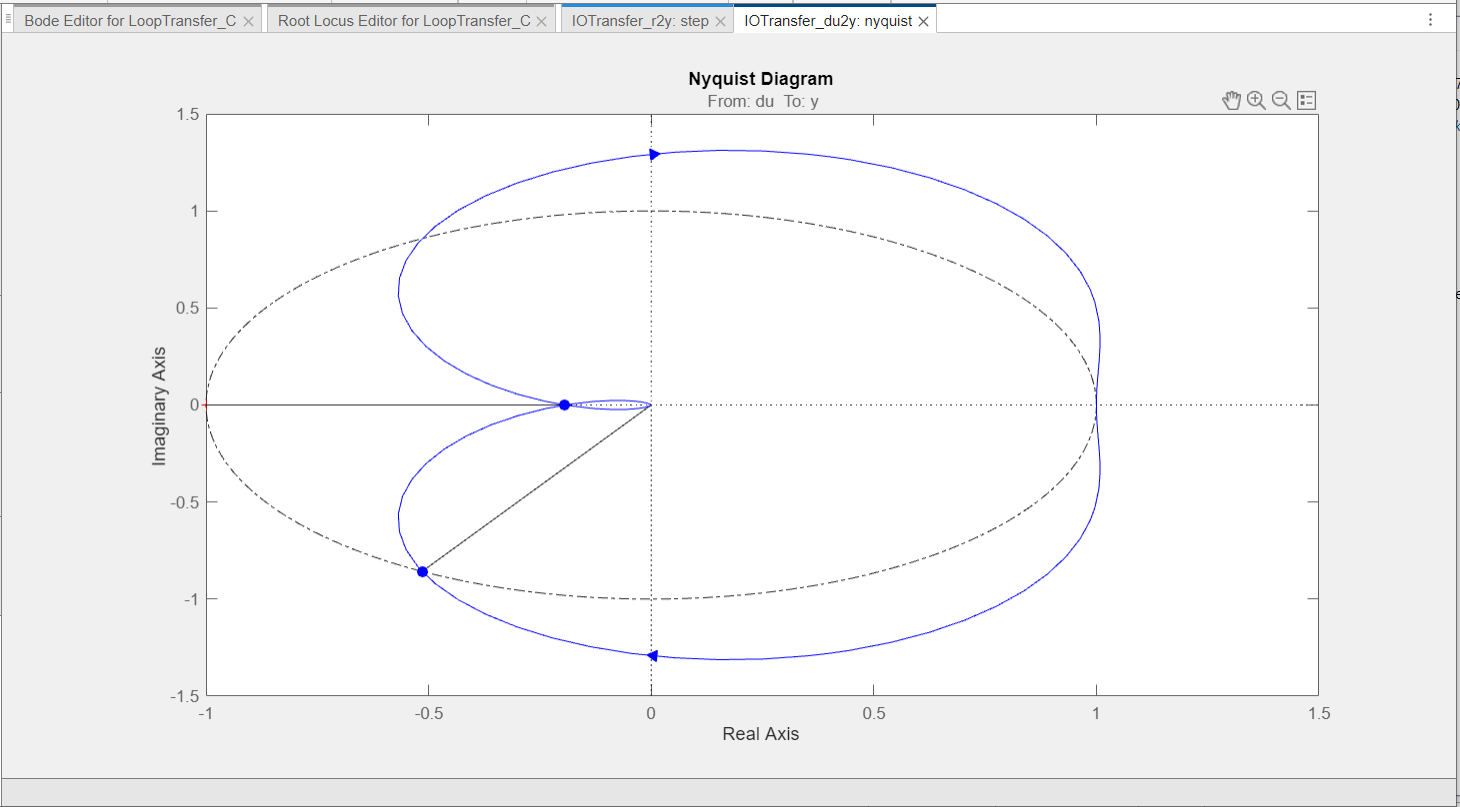 Bode Editor for LoopTransfer_C
Root Locus Editor for LoopTransfer_C
IOTransfer_r2y: step
IOTransfer_du2y: nyquist
Nyquist Diagram
From: du To: y
1.5
1
0.5
0
-0.5
-1
-1.5
Imaginary Axis
-1
-0.5
0
0.5
1
1.5
Real Axis